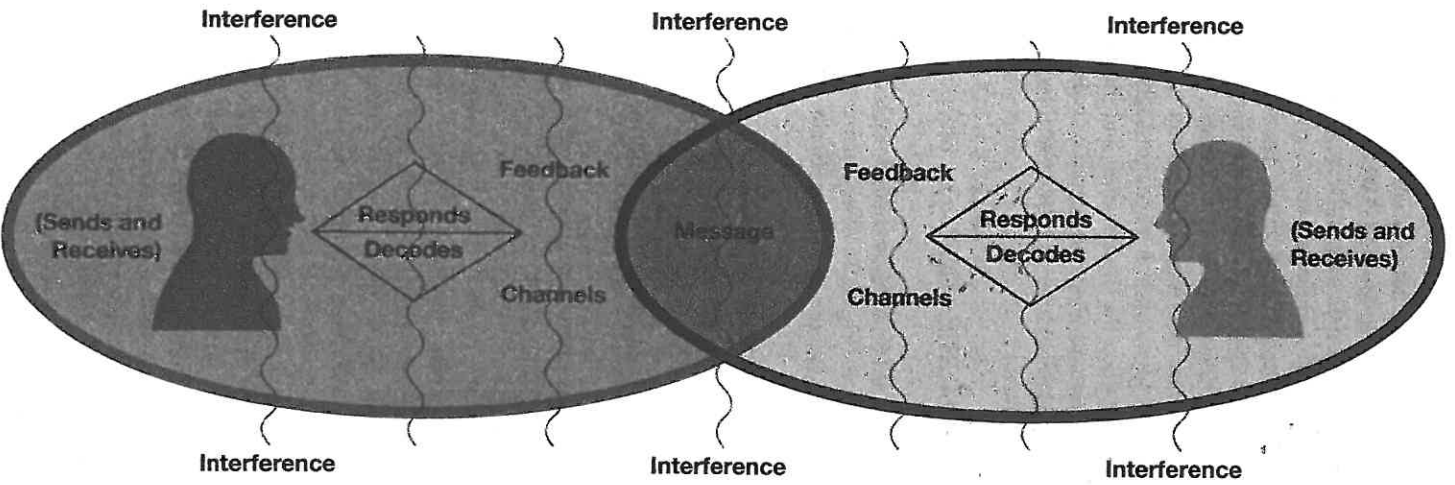 Interference
Interference
Interference
Feedback
Feedback
(Sends and
Receives)
Responds
Decodes
Message
Responds
Decodes
(Sends and
Receives)
Channels
Channels
Interference
Interference
Interference